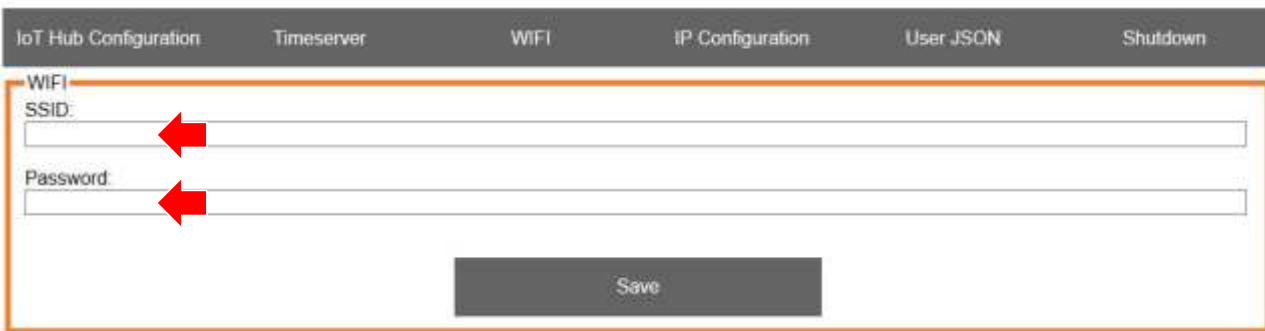 IoT Hub Configuration Timeserver WIFI IP Configuration User JSON Shutdown
WIFI
SSID:
Password:
Save